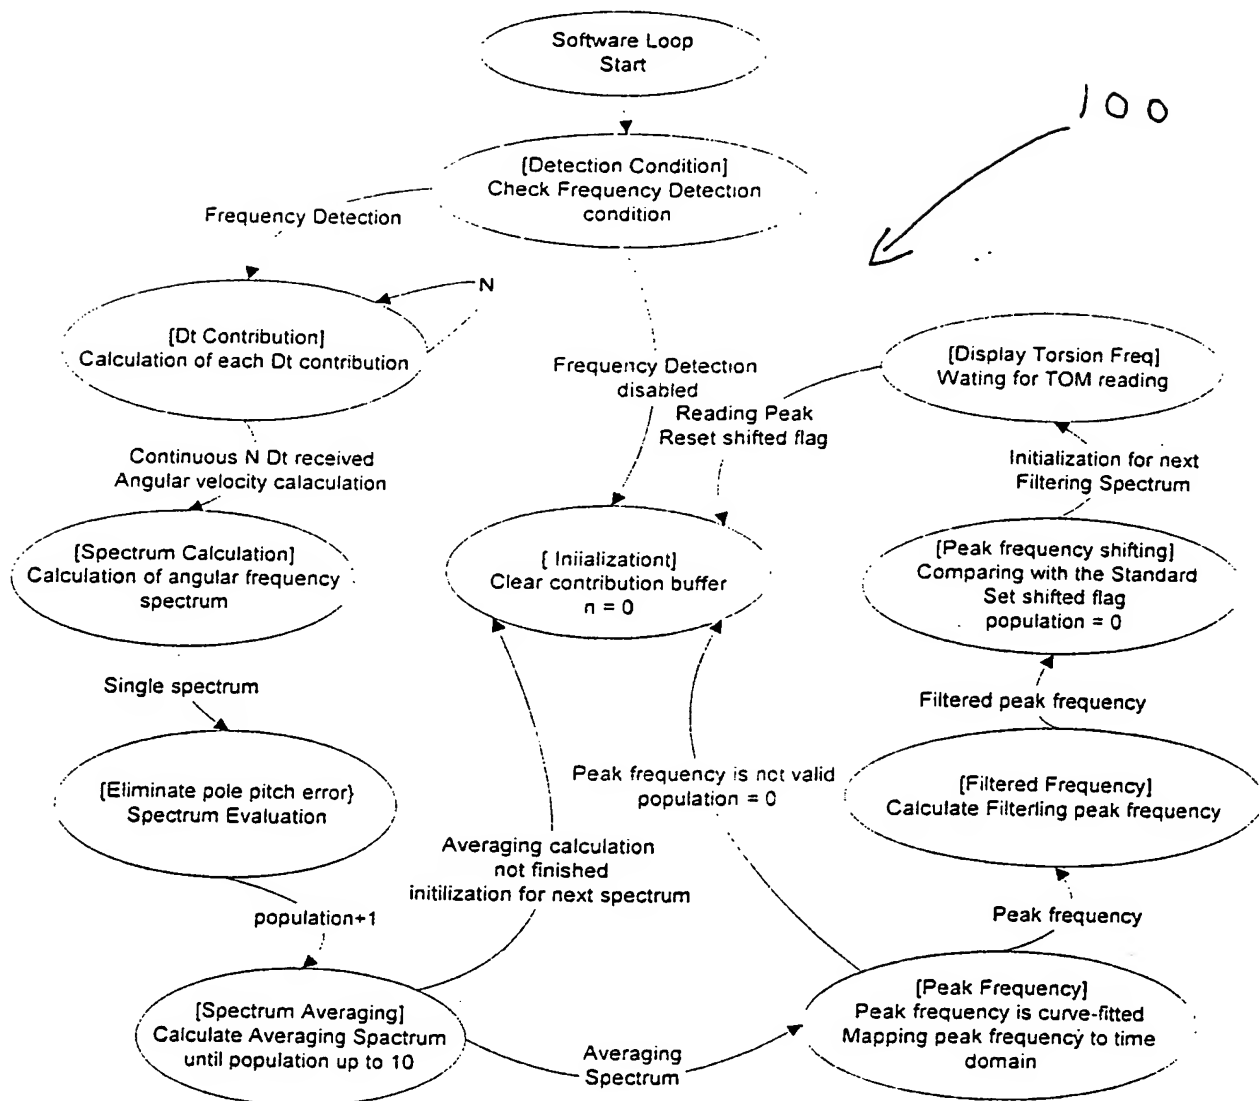 Software Loop
Start
100
[Detection Condition]
Check Frequency Detection
condition
Frequency Detection
N
[Dt Contribution]
Calculation of each Dt contribution
Frequency Detection
disabled
[Display Torsion Freq]
Wating for TOM reading
Reading Peak
Reset shifted flag
Continuous N Dt received
Angular velocity calaculation
Initialization for next
Filtering Spectrum
[Spectrum Calculation]
Calculation of angular frequency
spectrum
[ Iniialization]
Clear contribution buffer
n = 0
[Peak frequency shifting]
Comparing with the Standard
Set shifted flag
population = 0
Single spectrum
Filtered peak frequency
{Eliminate pole pitch error}
Spectrum Evaluation
Peak frequency is not valid
population = 0
[Filtered Frequency]
Calculate Filterling peak frequency
Averaging calculation
not finished
initilization for next spectrum
population+1
Peak frequency
[Spectrum Averaging]
Calculate Averaging Spactrum
until population up to 10
Averaging
Spectrum
[Peak Frequency]
Peak frequency is curve-fitted
Mapping peak frequency to time
domain